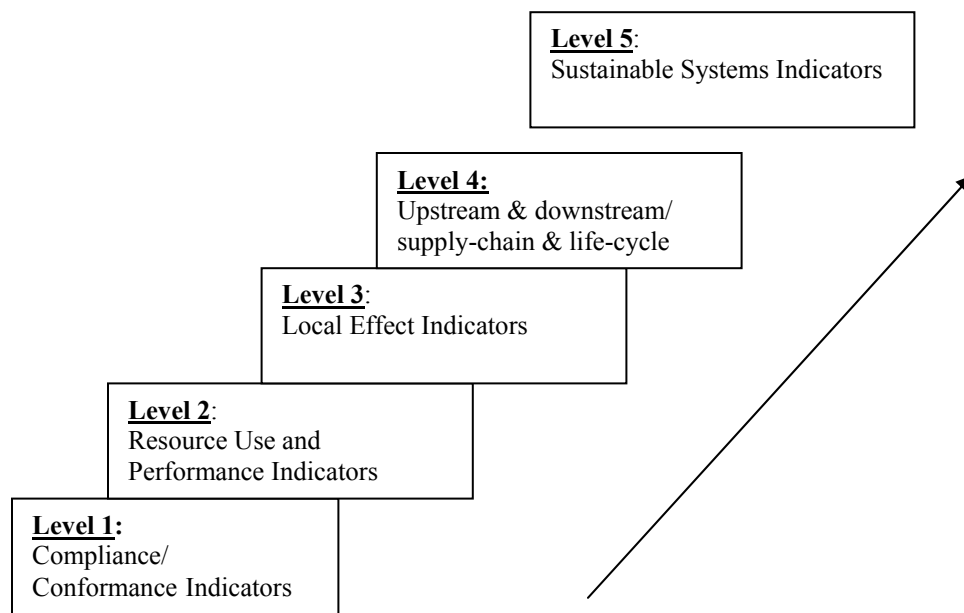 Level 5:
Sustainable Systems Indicators
Level 4:
Upstream & downstream/
supply-chain & life-cycle
Level 3:
Local Effect Indicators
Level 2:
Resource Use and
Performance Indicators
Level 1:
Compliance/
Conformance Indicators